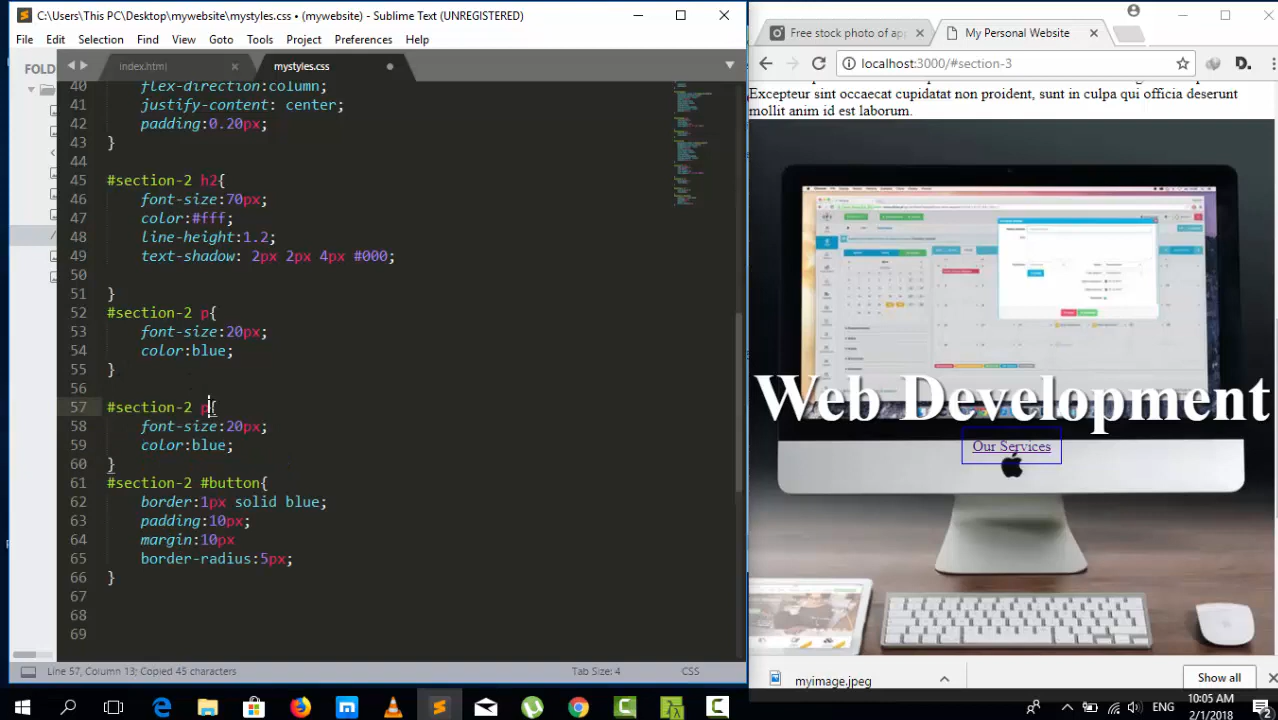 C:\Users\This PC\Desktop\mywebsite\mystyles.css • (mywebsite) - Sublime Text (UNREGISTERED)
File Edit Selection Find View Goto Tools Project Preferences Help
FOLD
index.html
mystyles.css
40 flex-direction:column;
41 justify-content: center;
42 padding:0.20px;
43 }
44
45 #section-2 h2{
46 font-size:70px;
47 color:#fff;
48 line-height:1.2;
49 text-shadow: 2px 2px 4px #000;
50
51 }
52 #section-2 p{
53 font-size:20px;
54 color:blue;
55 }
56
57 #section-2 p{
58 font-size:20px;
59 color:blue;
60 }
61 #section-2 #button{
62 border:1px solid blue;
63 padding:10px;
64 margin:10px
65 border-radius:5px;
66 }
67
68
69
Line 57, Column 13; Copied 45 characters
Tab Size: 4
CSS
Free stock photo of ap
My Personal Website
localhost:3000/#section-3
D.
Excepteur sint occaecat cupidatat non proident, sunt in culpa qui officia deserunt
mollit anim id est laborum.
Web Development
Our Services
myimage.jpeg
Show all
ENG
10:05 AM
2/1/2018
2